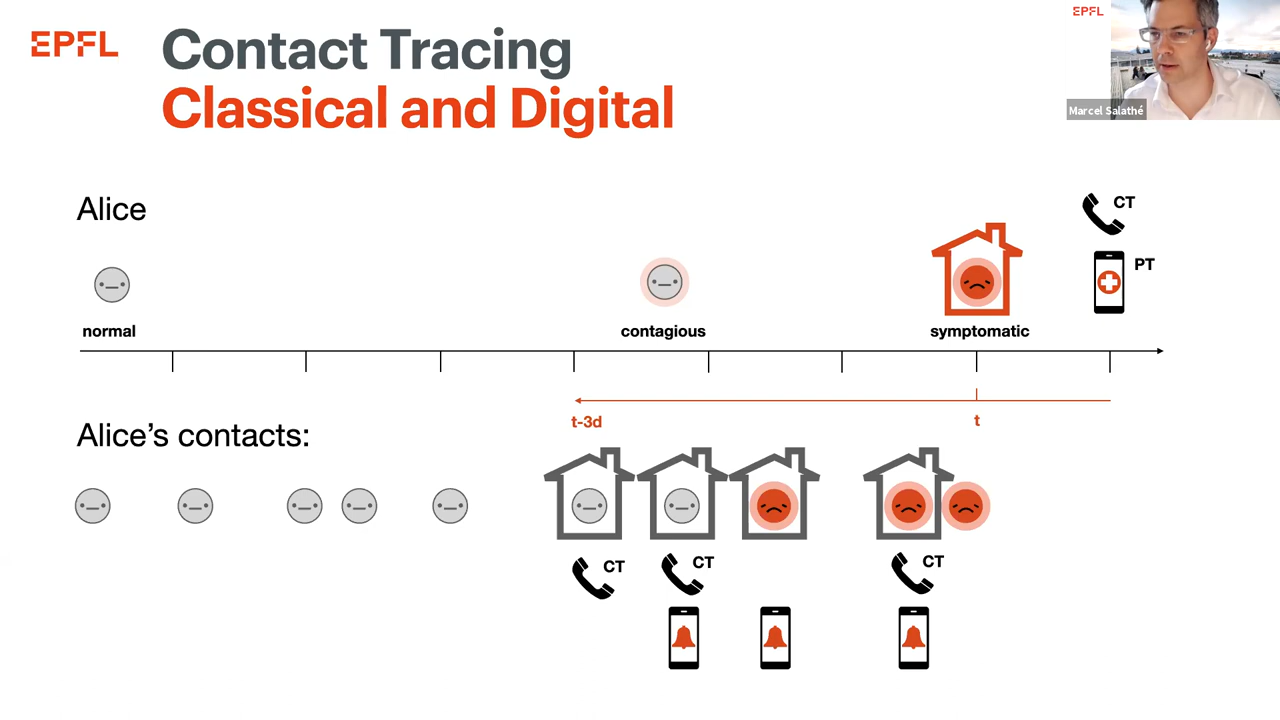 EPFL
Contact Tracing
Classical and Digital
EPFL
Marcel Salathé
Alice
CT
PT
normal
contagious
symptomatic
t-3d
t
Alice’s contacts:
CT
CT
CT